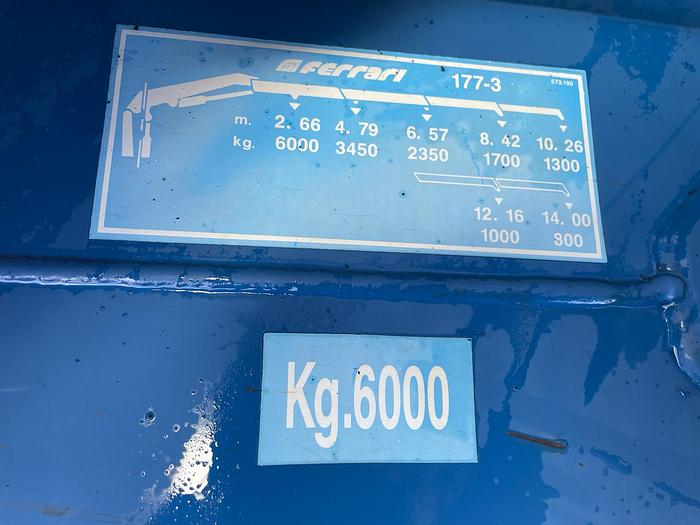 Ferrari 177-3 573.190
m. 2. 66 4. 79 6. 57 8. 42 10. 26
kg. 6000 3450 2350 1700 1300
12. 16 14. 00
1000 800
Kg.6000